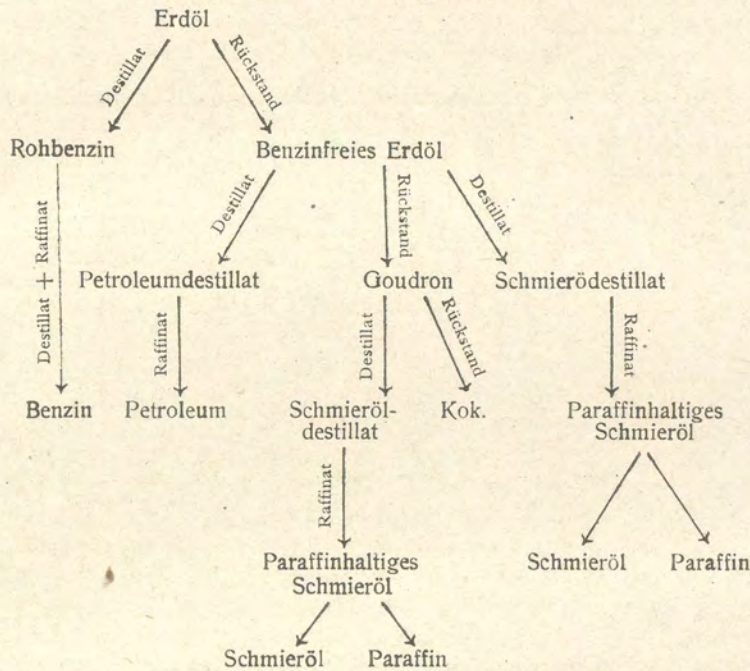 Erdöl
Destillat
Rückstand
Rohbenzin
Benzinfreies Erdöl
Destillat + Raffinat
Destillat
Rückstand
Destillat
Petroleumdestillat
Goudron
Schmierödestillat
Raffinat
Destillat
Rückstand
Raffinat
Benzin
Petroleum
Schmieröl-
destillat
Kok.
Paraffinhaltiges
Schmieröl
Raffinat
Paraffinhaltiges
Schmieröl
Schmieröl
Paraffin
Schmieröl
Paraffin